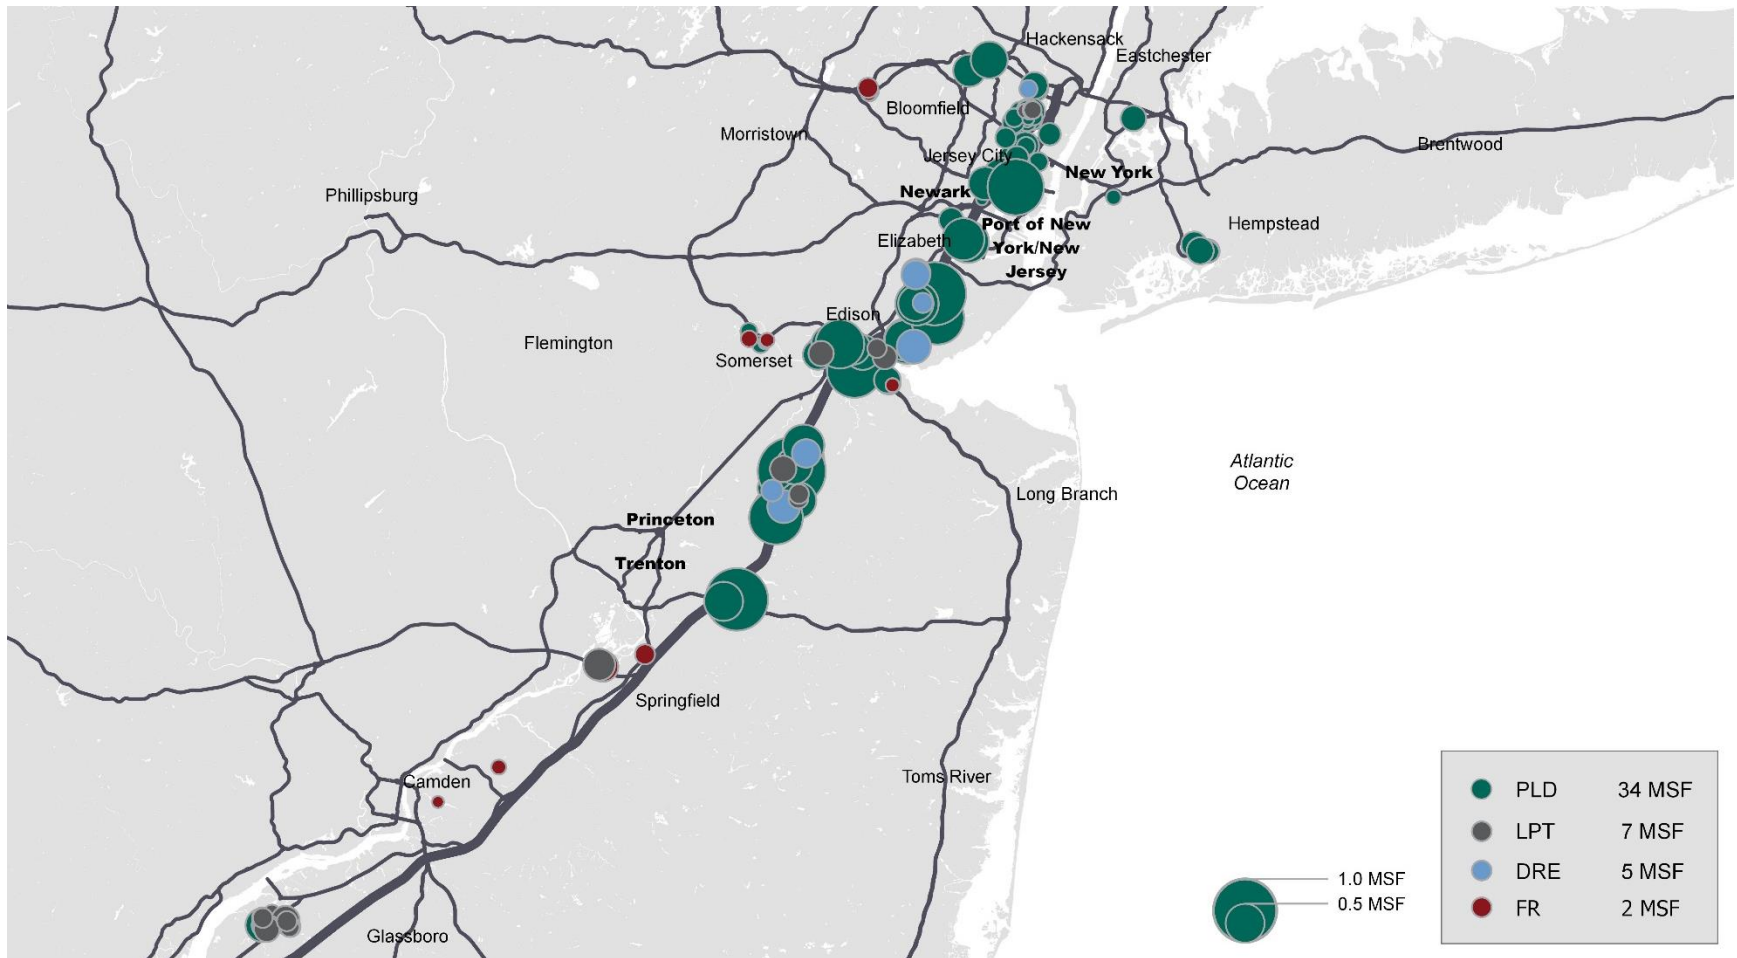 Hackensack
Eastchester
Bloomfield
Morristown
Brentwood
Jersey City
New York
Newark
Phillipsburg
Port of New
York/New
Jersey
Hempstead
Elizabeth
Edison
Flemington
Somerset
Atlantic
Ocean
Long Branch
Princeton
Trenton
Springfield
Camden
Toms River
Glassboro
1.0 MSF
0.5 MSF
PLD 34 MSF
LPT 7 MSF
DRE 5 MSF
FR 2 MSF